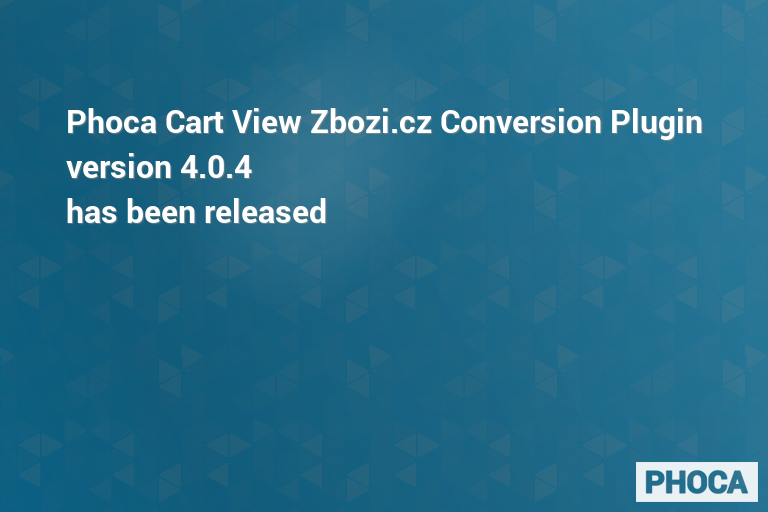 Phoca Cart View Zbozi.cz Conversion Plugin
version 4.0.4
has been released
PHOCA